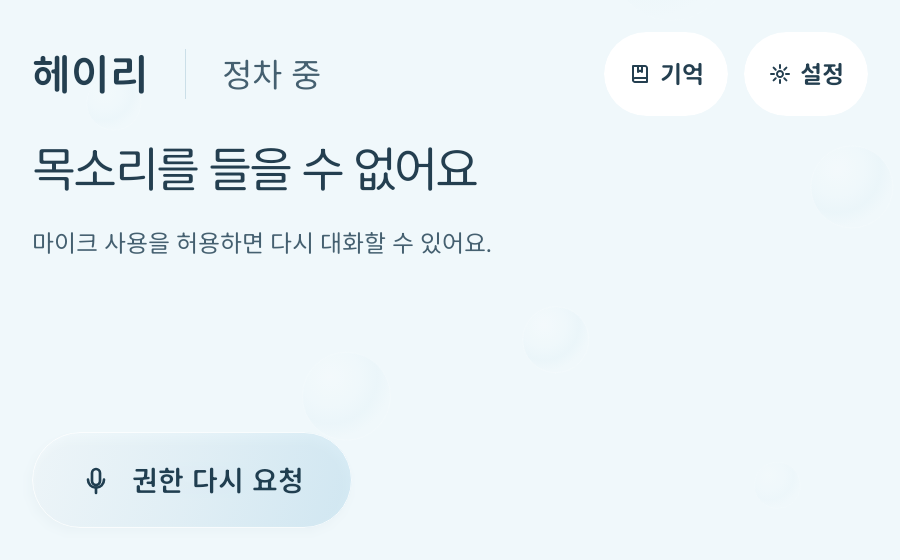 헤이리
정차 중
기억
설정
목소리를 들을 수 없어요
마이크 사용을 허용하면 다시 대화할 수 있어요.
권한 다시 요청